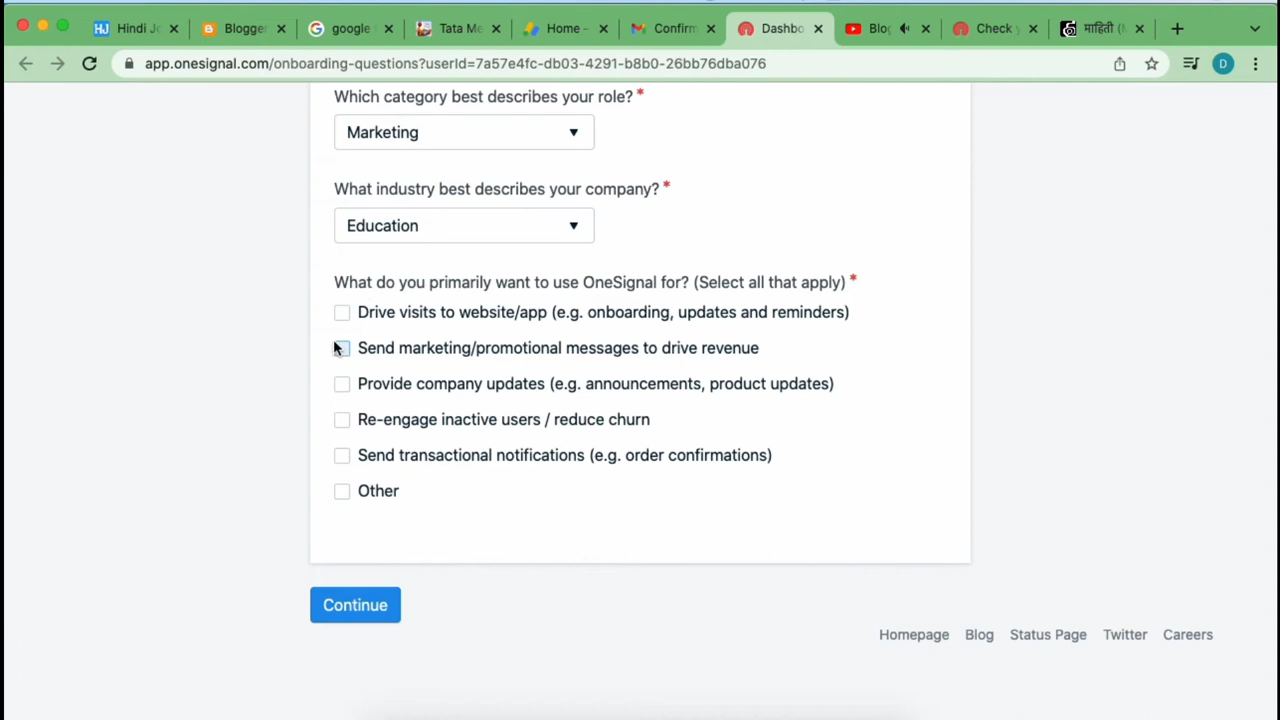 Hindi Jo
Blogger
google s
Tata Me
Home –
Confirm
Dashbo
Blog
Check y
माहिती (M
app.onesignal.com/onboarding-questions?userId=7a57e4fc-db03-4291-b8b0-26bb76dba076
D
Which category best describes your role? *
Marketing
What industry best describes your company? *
Education
What do you primarily want to use OneSignal for? (Select all that apply) *
Drive visits to website/app (e.g. onboarding, updates and reminders)
Send marketing/promotional messages to drive revenue
Provide company updates (e.g. announcements, product updates)
Re-engage inactive users / reduce churn
Send transactional notifications (e.g. order confirmations)
Other
Continue
Homepage Blog Status Page Twitter Careers